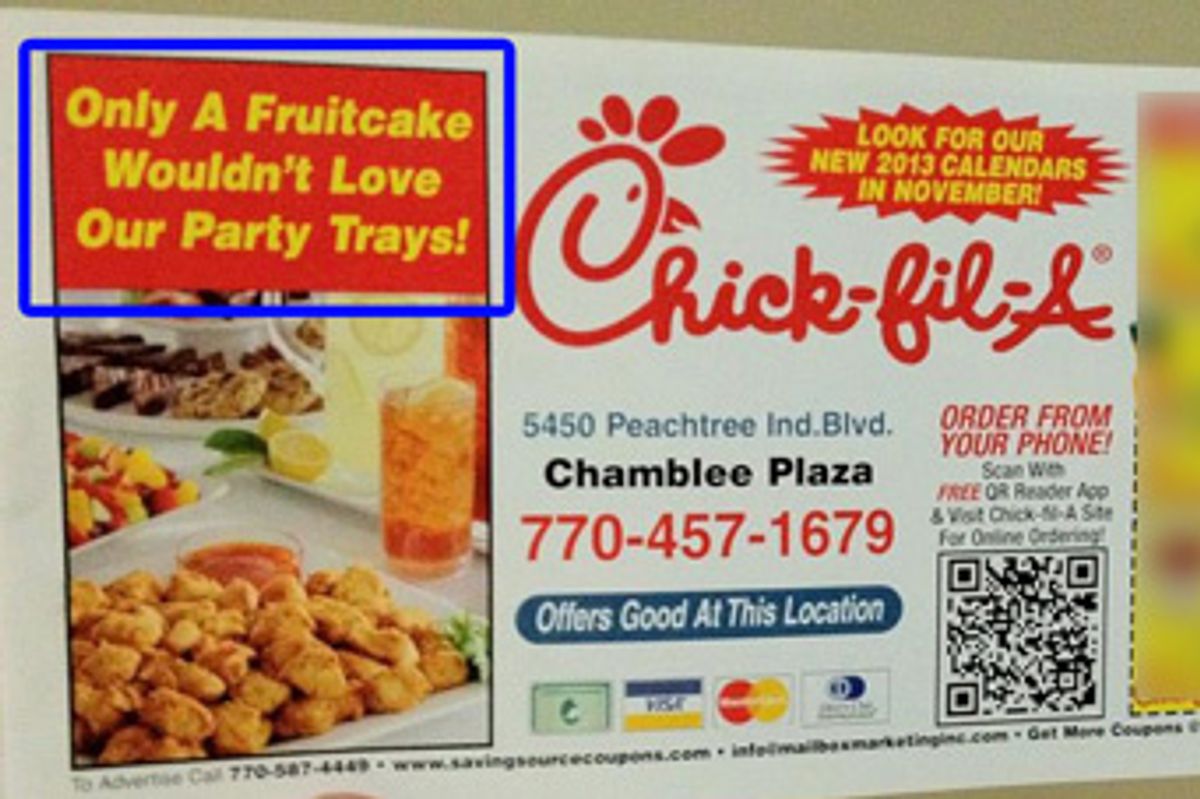 Only A Fruitcake
Wouldn't Love
Our Party Trays!
LOOK FOR OUR
NEW 2013 CALENDARS
IN NOVEMBER!
Chick-fil-A®
5450 Peachtree Ind.Blvd.
Chamblee Plaza
770-457-1679
Offers Good At This Location
ORDER FROM
YOUR PHONE!
Scan With
FREE QR Reader App
& Visit Chick-fil-A Site
For Online Ordering!
VISA
MasterCard
To Advertise Call 770-587-4449 • www.savingsourcecoupons.com • info@mailboxmarketinginc.com • Get More Coupons